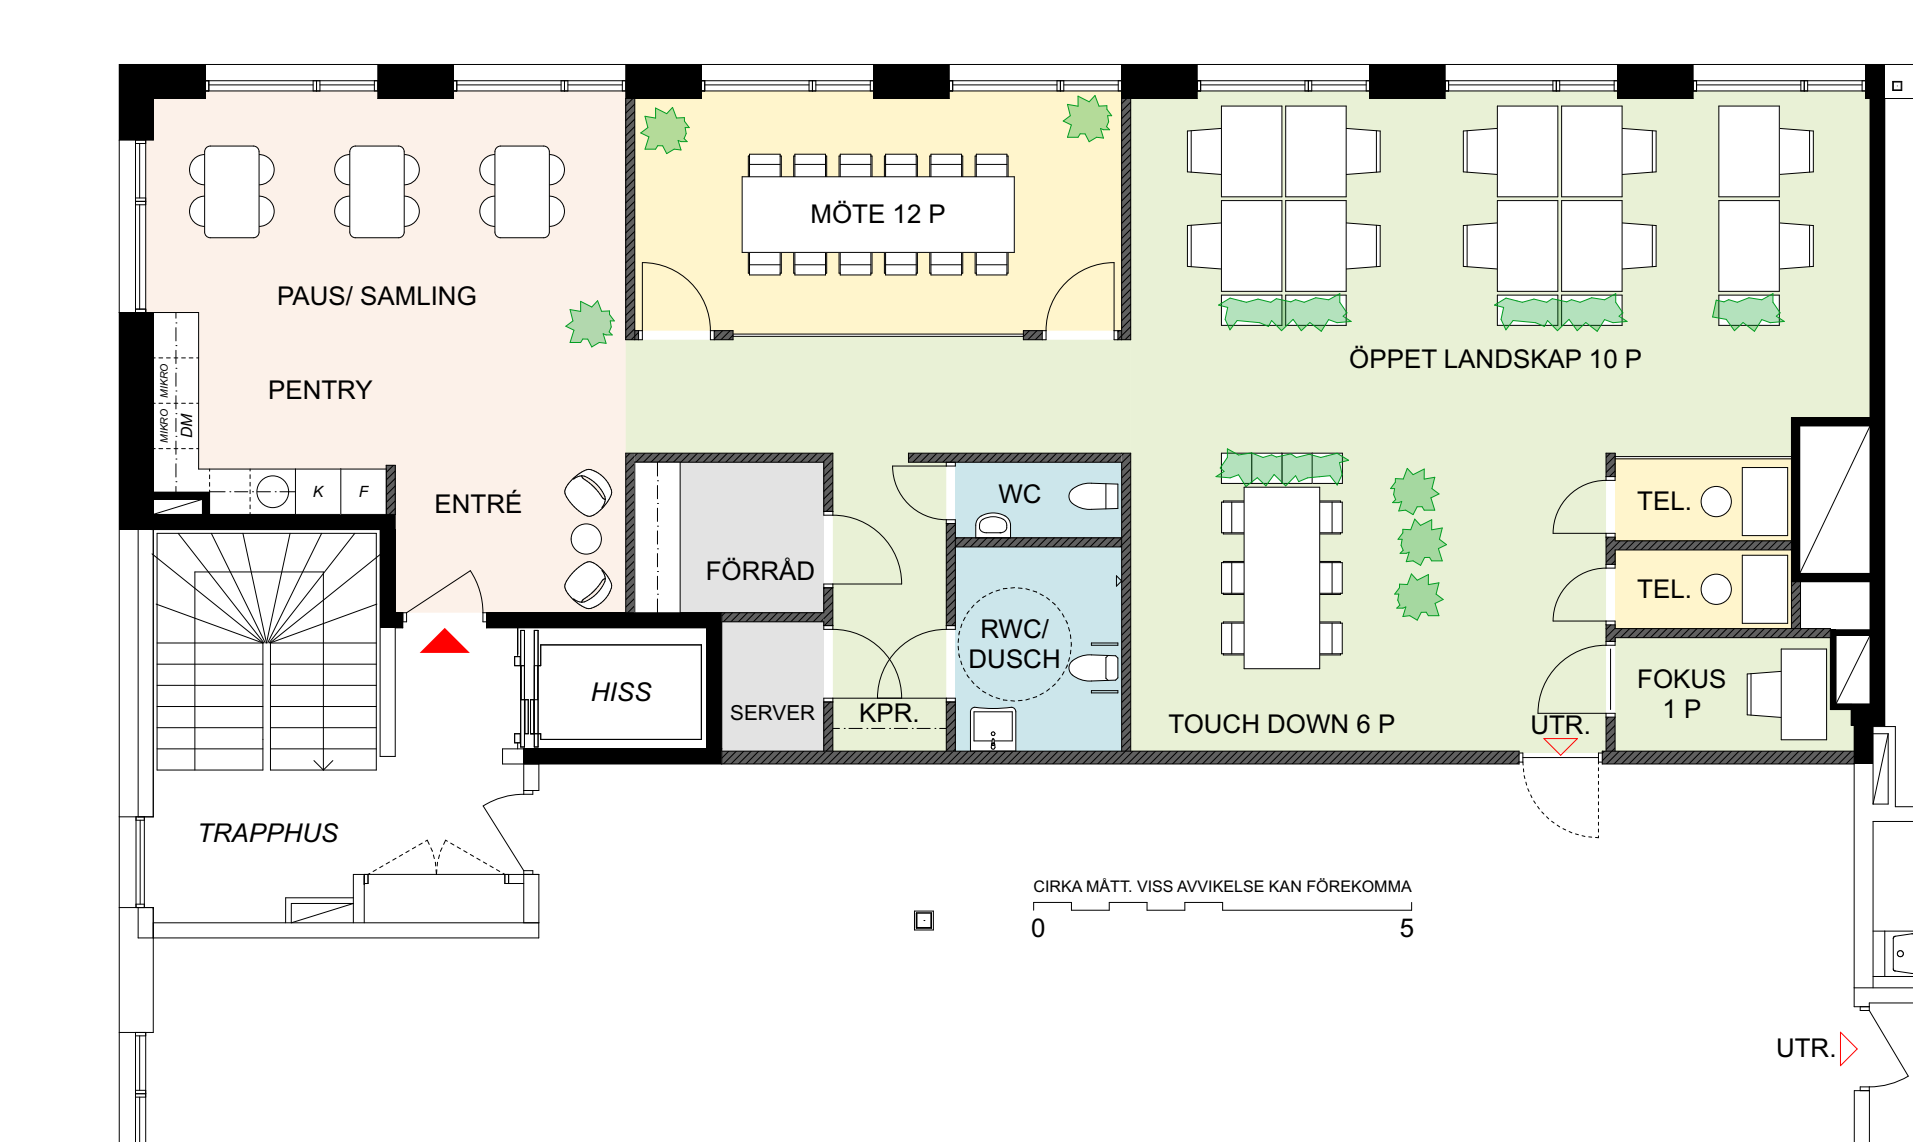 MÖTE 12 P
PAUS/ SAMLING
ÖPPET LANDSKAP 10 P
MIKRO
MIKRO
DM
PENTRY
K
F
ENTRÉ
WC
TEL.
FÖRRÅD
TEL.
RWC/
DUSCH
HISS
SERVER
KPR.
TOUCH DOWN 6 P
UTR.
FOKUS
1 P
TRAPPHUS
CIRKA MÅTT. VISS AVVIKELSE KAN FÖREKOMMA
0
5
UTR.